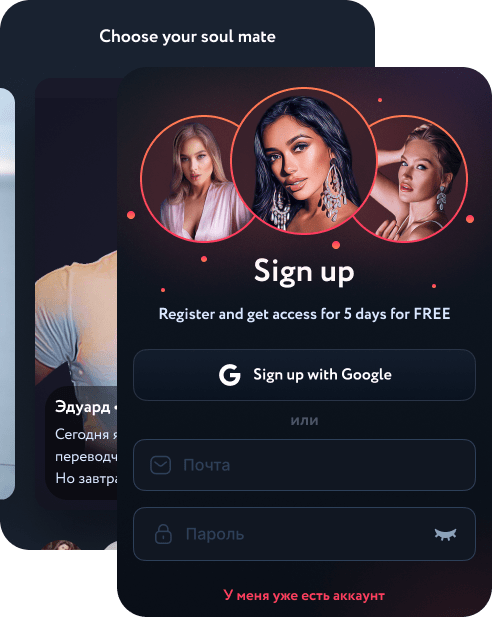 Choose your soul mate
Sign up
Register and get access for 5 days for FREE
Sign up with Google
или
Почта
Пароль
У меня уже есть аккаунт
Эдуард •
Сегодня я
Но завтра